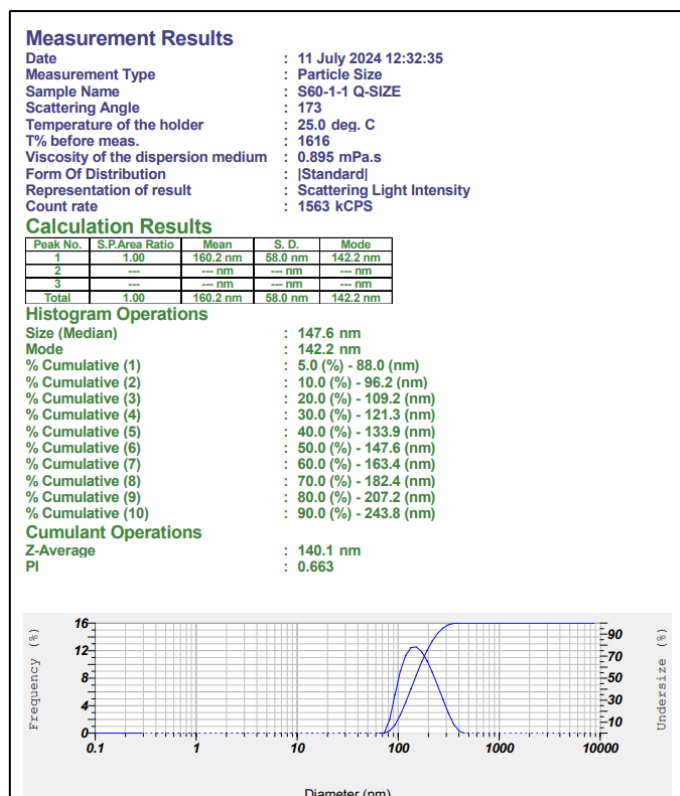 Measurement Results
Date : 11 July 2024 12:32:35
Measurement Type : Particle Size
Sample Name : S60-1-1 Q-SIZE
Scattering Angle : 173
Temperature of the holder : 25.0 deg. C
T% before meas. : 1616
Viscosity of the dispersion medium : 0.895 mPa.s
Form Of Distribution : |Standard|
Representation of result : Scattering Light Intensity
Count rate : 1563 kCPS
Calculation Results
Peak No. S.P.Area Ratio Mean S. D. Mode
1 1.00 160.2 nm 58.0 nm 142.2 nm
2 --- --- nm --- nm --- nm
3 --- --- nm --- nm --- nm
Total 1.00 160.2 nm 58.0 nm 142.2 nm
Histogram Operations
Size (Median) : 147.6 nm
Mode : 142.2 nm
% Cumulative (1) : 5.0 (%) - 88.0 (nm)
% Cumulative (2) : 10.0 (%) - 96.2 (nm)
% Cumulative (3) : 20.0 (%) - 109.2 (nm)
% Cumulative (4) : 30.0 (%) - 121.3 (nm)
% Cumulative (5) : 40.0 (%) - 133.9 (nm)
% Cumulative (6) : 50.0 (%) - 147.6 (nm)
% Cumulative (7) : 60.0 (%) - 163.4 (nm)
% Cumulative (8) : 70.0 (%) - 182.4 (nm)
% Cumulative (9) : 80.0 (%) - 207.2 (nm)
% Cumulative (10) : 90.0 (%) - 243.8 (nm)
Cumulant Operations
Z-Average : 140.1 nm
PI : 0.663
Frequency (%)
16
12
8
4
0
90
70
50
30
10
Undersize (%)
0.1 1 10 100 1000 10000
Diameter (nm)